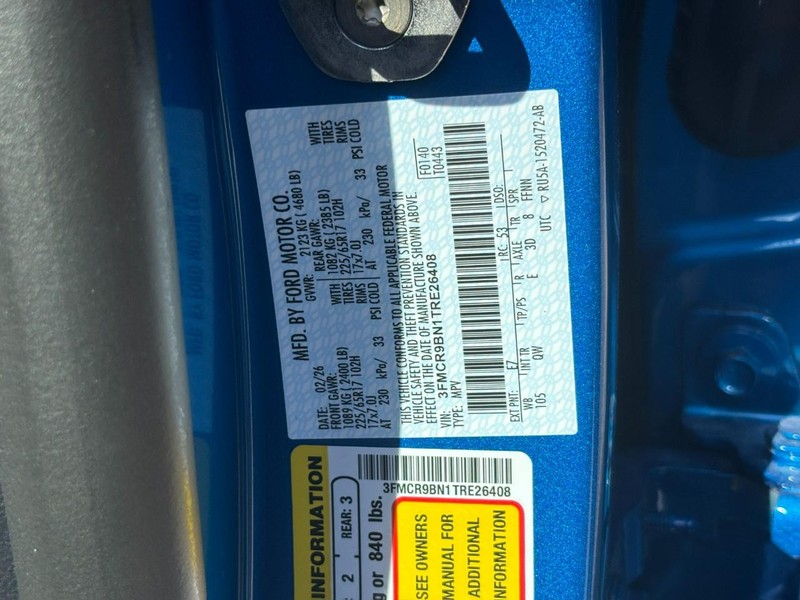 MFD. BY FORD MOTOR CO.
DATE: 02/26
GVWR: 2123 KG ( 4680 LB)
FRONT GAWR:
REAR GAWR:
1089 KG ( 2400 LB)
WITH
1082 KG ( 2385 LB)
WITH
225/65R17 102H
TIRES
225/65R17 102H
TIRES
17x7.0J
RIMS
17x7.0J
RIMS
AT 230 kPa/ 33 PSI COLD
AT 230 kPa/ 33 PSI COLD
THIS VEHICLE CONFORMS TO ALL APPLICABLE FEDERAL MOTOR
VEHICLE SAFETY AND THEFT PREVENTION STANDARDS IN
EFFECT ON THE DATE OF MANUFACTURE SHOWN ABOVE.
VIN: 3FMCR9BN1TRE26408
TYPE: MPV
F0140
T0443
EXT PNT: E7
RC: 53
DSO:
WB
INT TR
TP/PS
R
AXLE
TR
SPR
105
QW
E
3D
8
FFNN
UTC ▽ RU5A-1520472-AB
INFORMATION
2
REAR: 3
g or 840 lbs.
3FMCR9BN1TRE26408
SEE OWNERS
MANUAL FOR
ADDITIONAL
INFORMATION